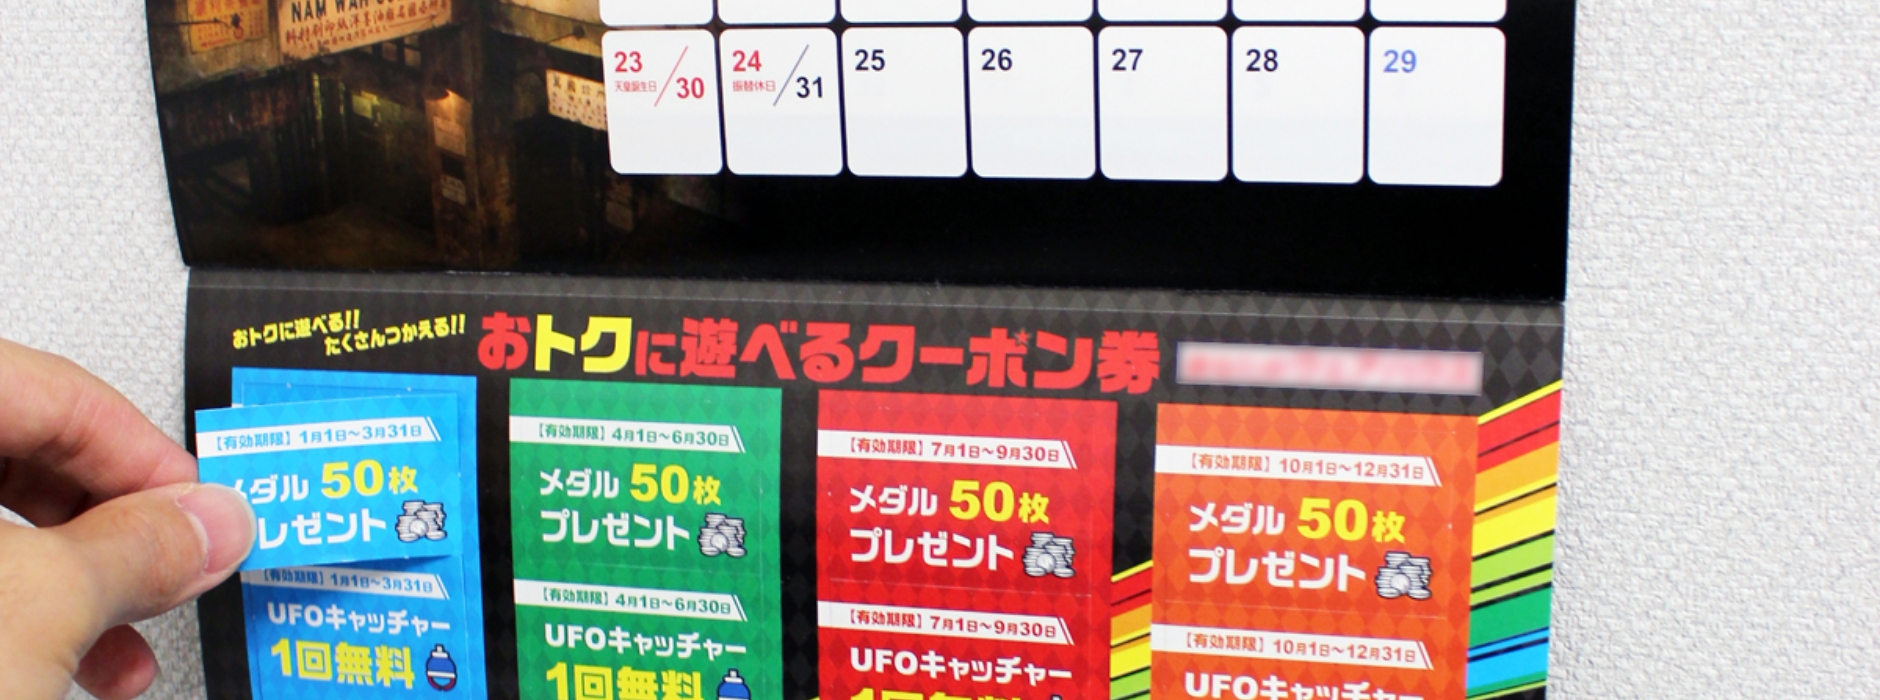 NAM WAH
23
天皇誕生日
30
24
振替休日
31
25
26
27
28
29
おトクに遊べる!!
たくさんつかえる!!
おトクに遊べるクーポン券
【有効期限】1月1日〜3月31日
メダル 50枚
プレゼント
【有効期限】1月1日〜3月31日
UFOキャッチャー
1回無料
【有効期限】4月1日〜6月30日
メダル 50枚
プレゼント
【有効期限】4月1日〜6月30日
UFOキャッチャー
1回無料
【有効期限】7月1日〜9月30日
メダル 50枚
プレゼント
【有効期限】7月1日〜9月30日
UFOキャッチャー
1回無料
【有効期限】10月1日〜12月31日
メダル 50枚
プレゼント
【有効期限】10月1日〜12月31日
UFOキャッチャー